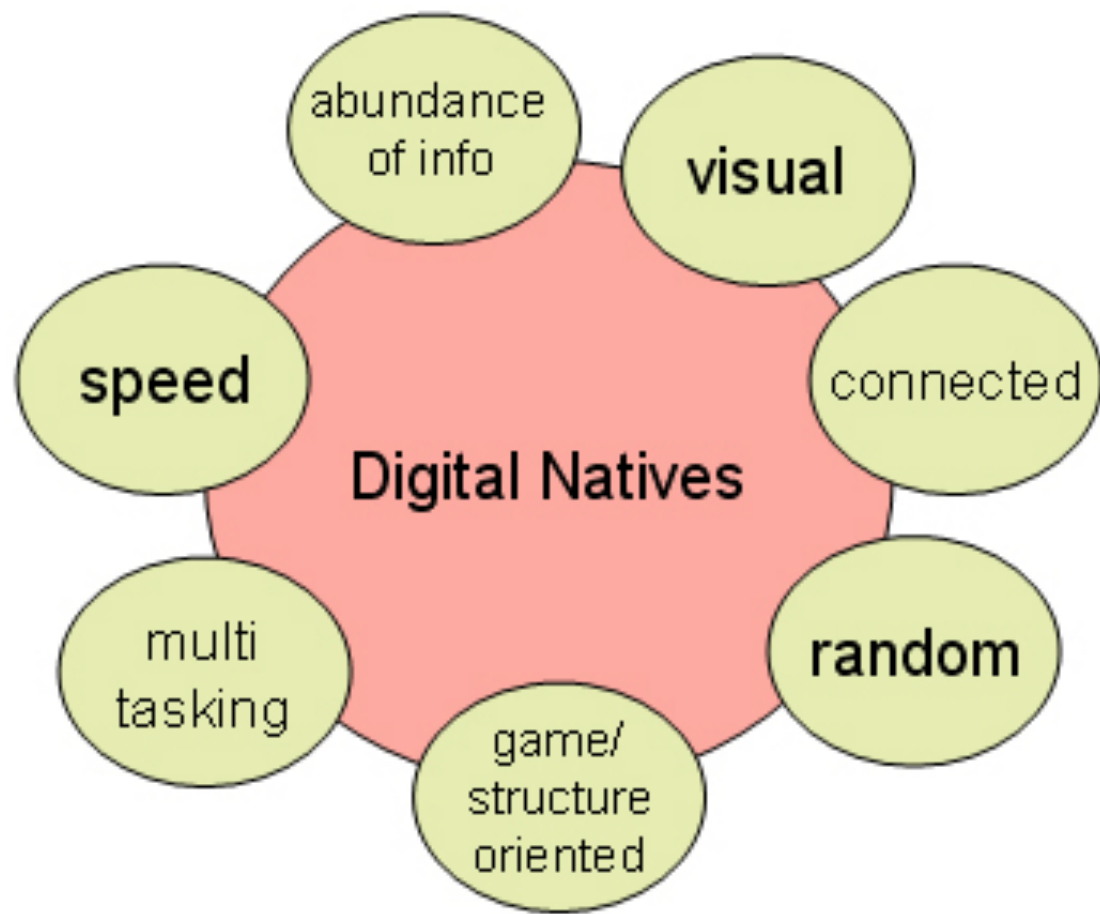 abundance
of info
visual
speed
connected
Digital Natives
multi
tasking
random
game/
structure
oriented